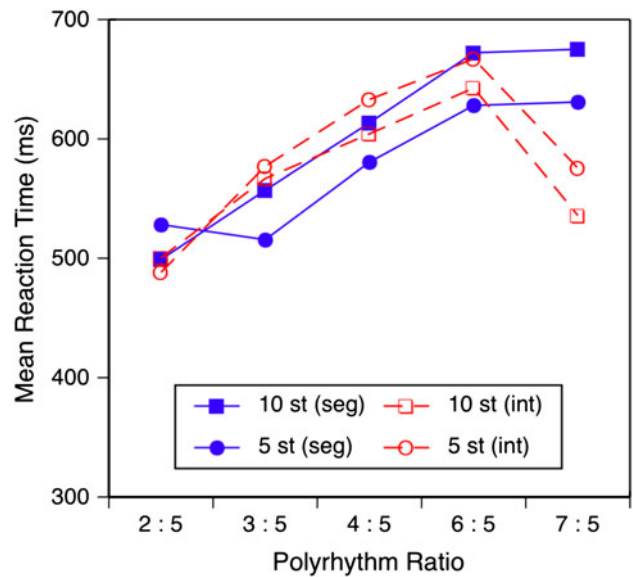 700
600
500
400
300
Mean Reaction Time (ms)
10 st (seg) 10 st (int)
5 st (seg) 5 st (int)
2 : 5 3 : 5 4 : 5 6 : 5 7 : 5
Polyrhythm Ratio